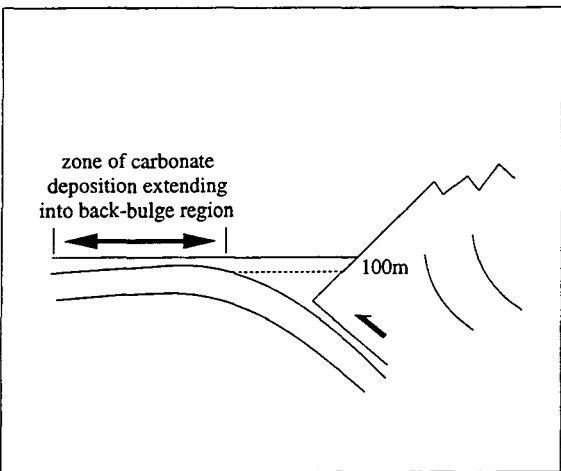 zone of carbonate
deposition extending
into back-bulge region
100m